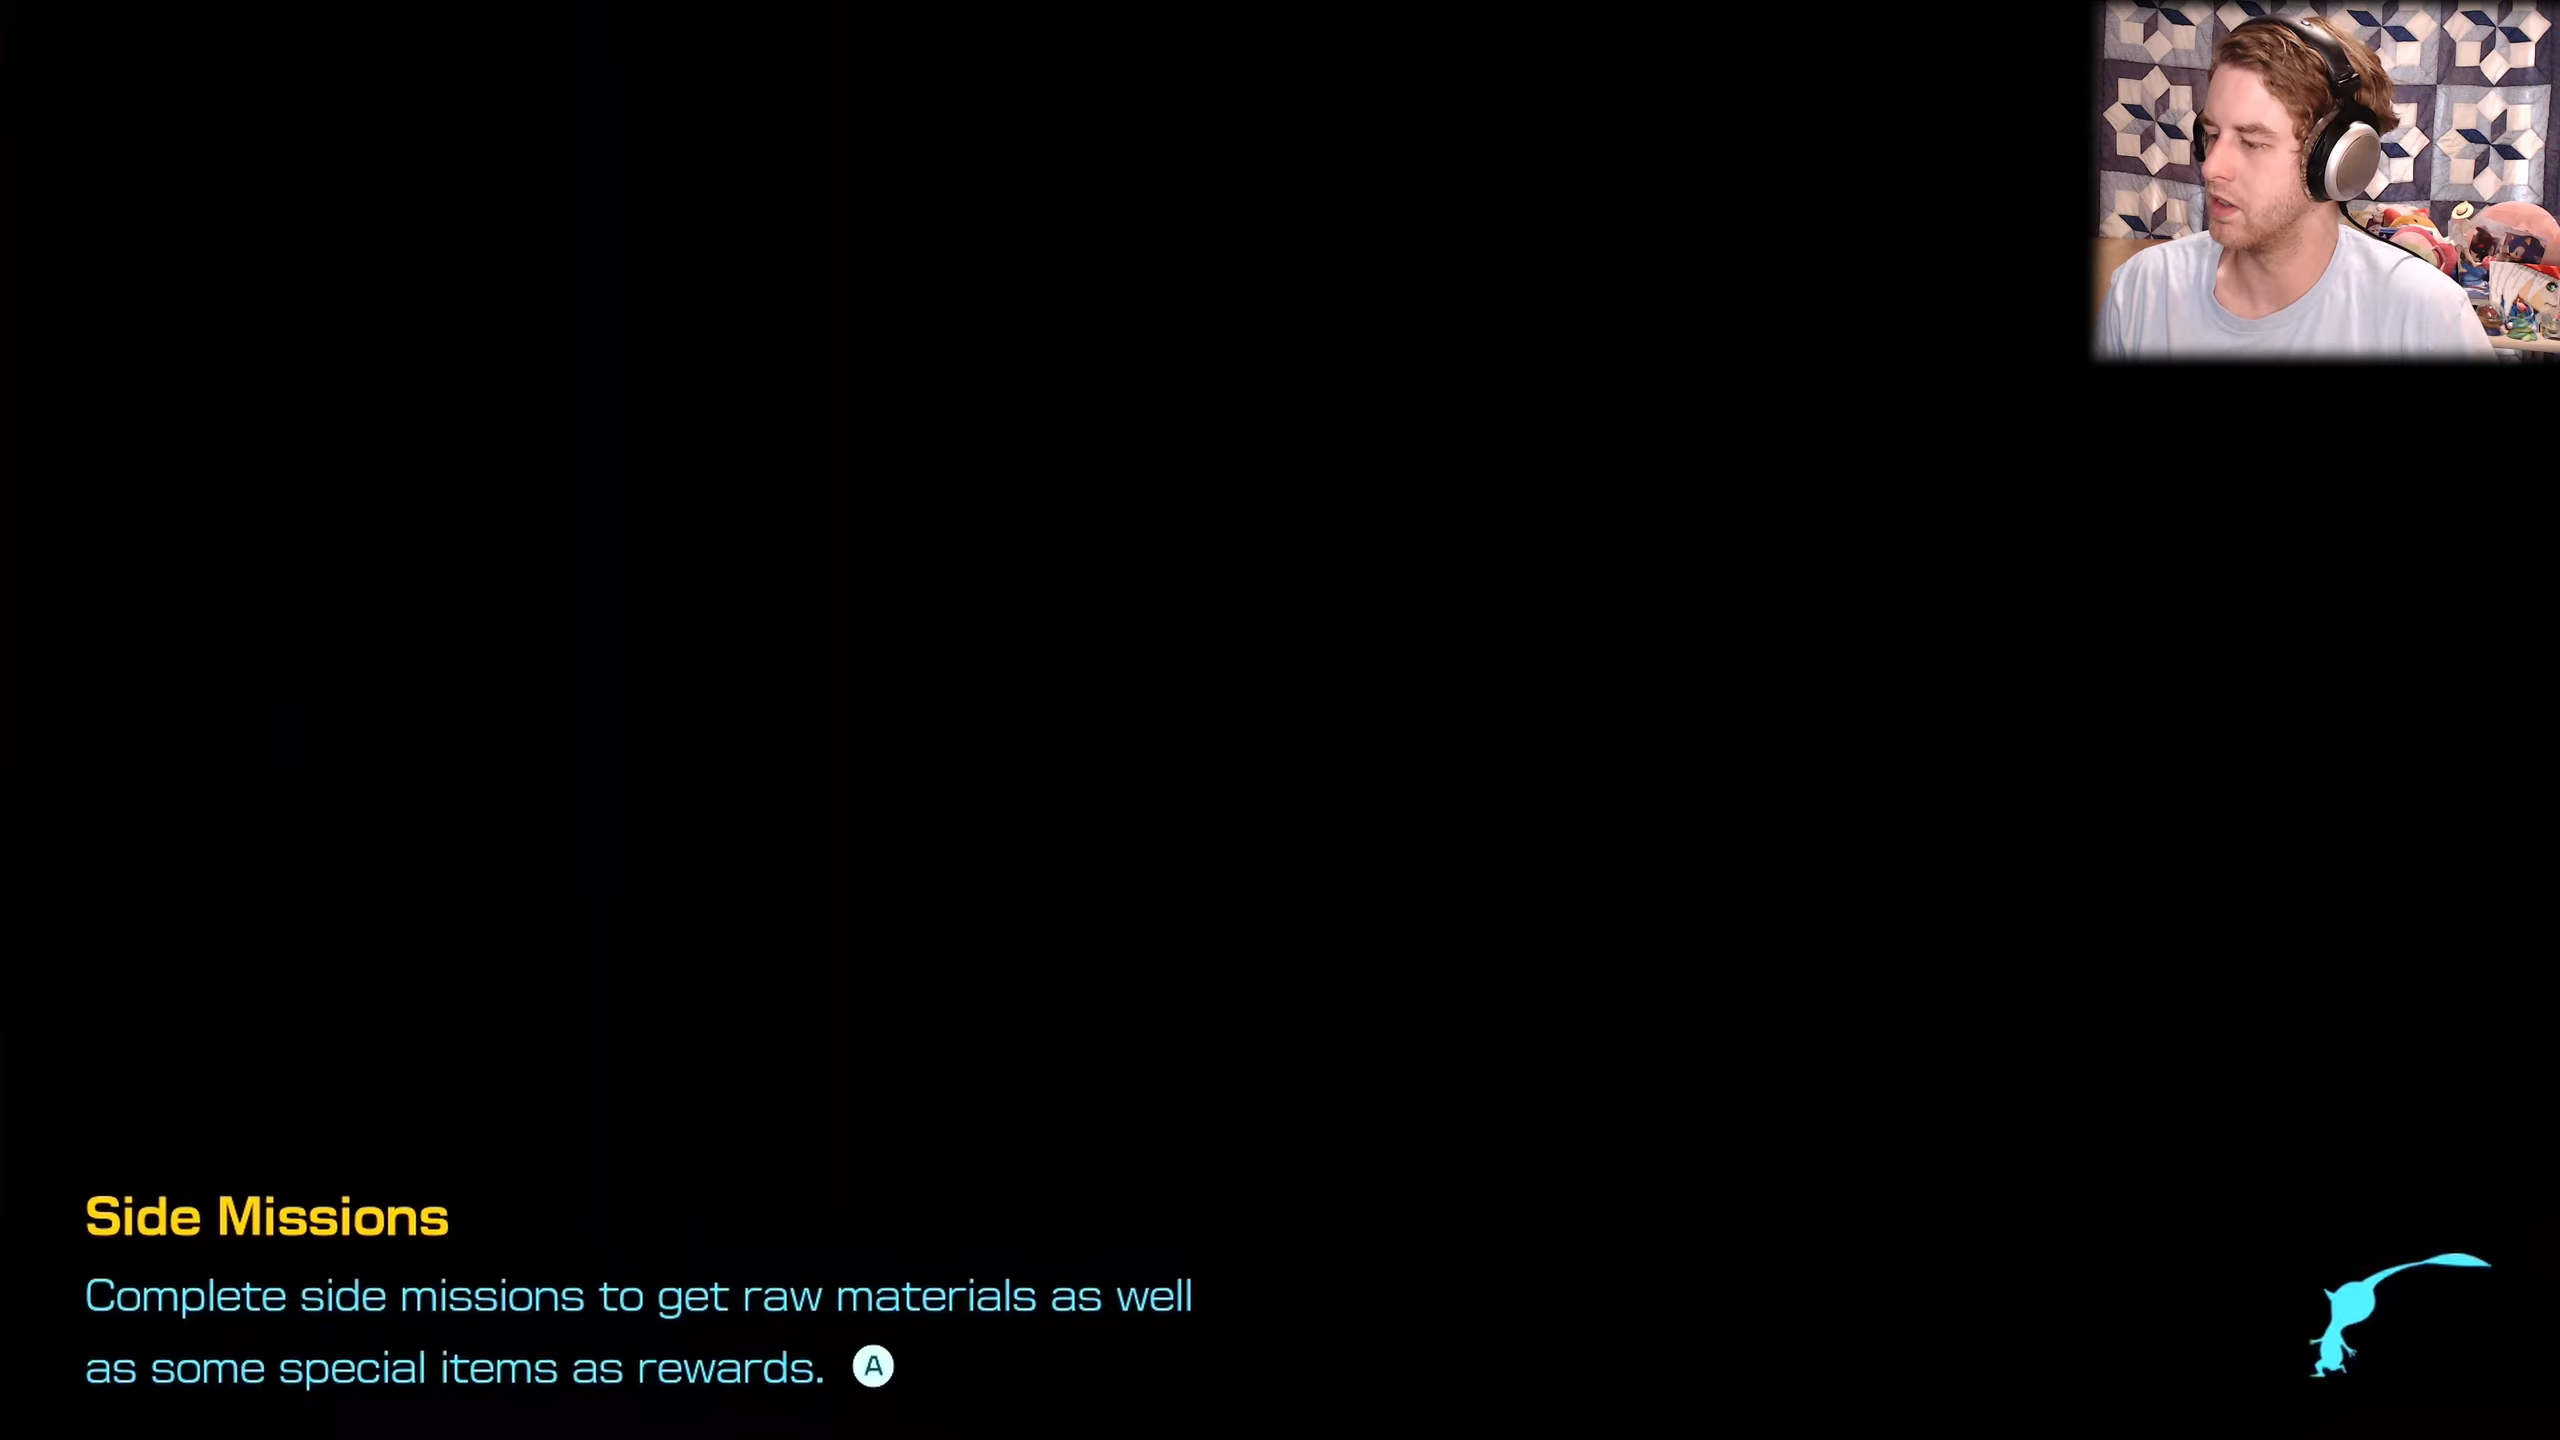 Side Missions
Complete side missions to get raw materials as well
as some special items as rewards. A